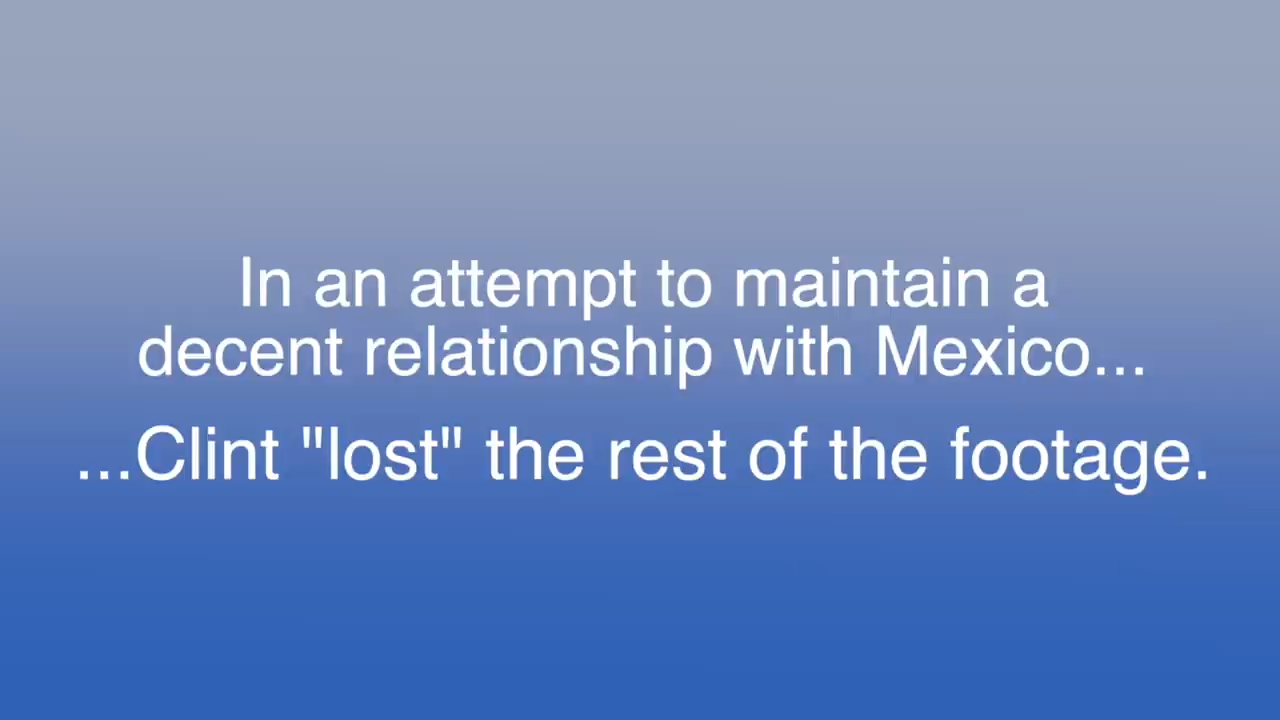 In an attempt to maintain a
decent relationship with Mexico...
...Clint "lost" the rest of the footage.